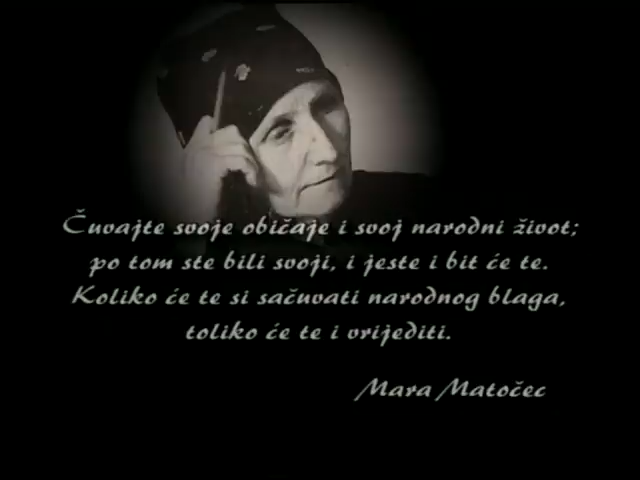 Čuvajte svoje običaje i svoj narodni život;
po tom ste bili svoji, i jeste i bit će te.
Koliko će te si sačuvati narodnog blaga,
toliko će te i vrijediti.
Mara Matočec